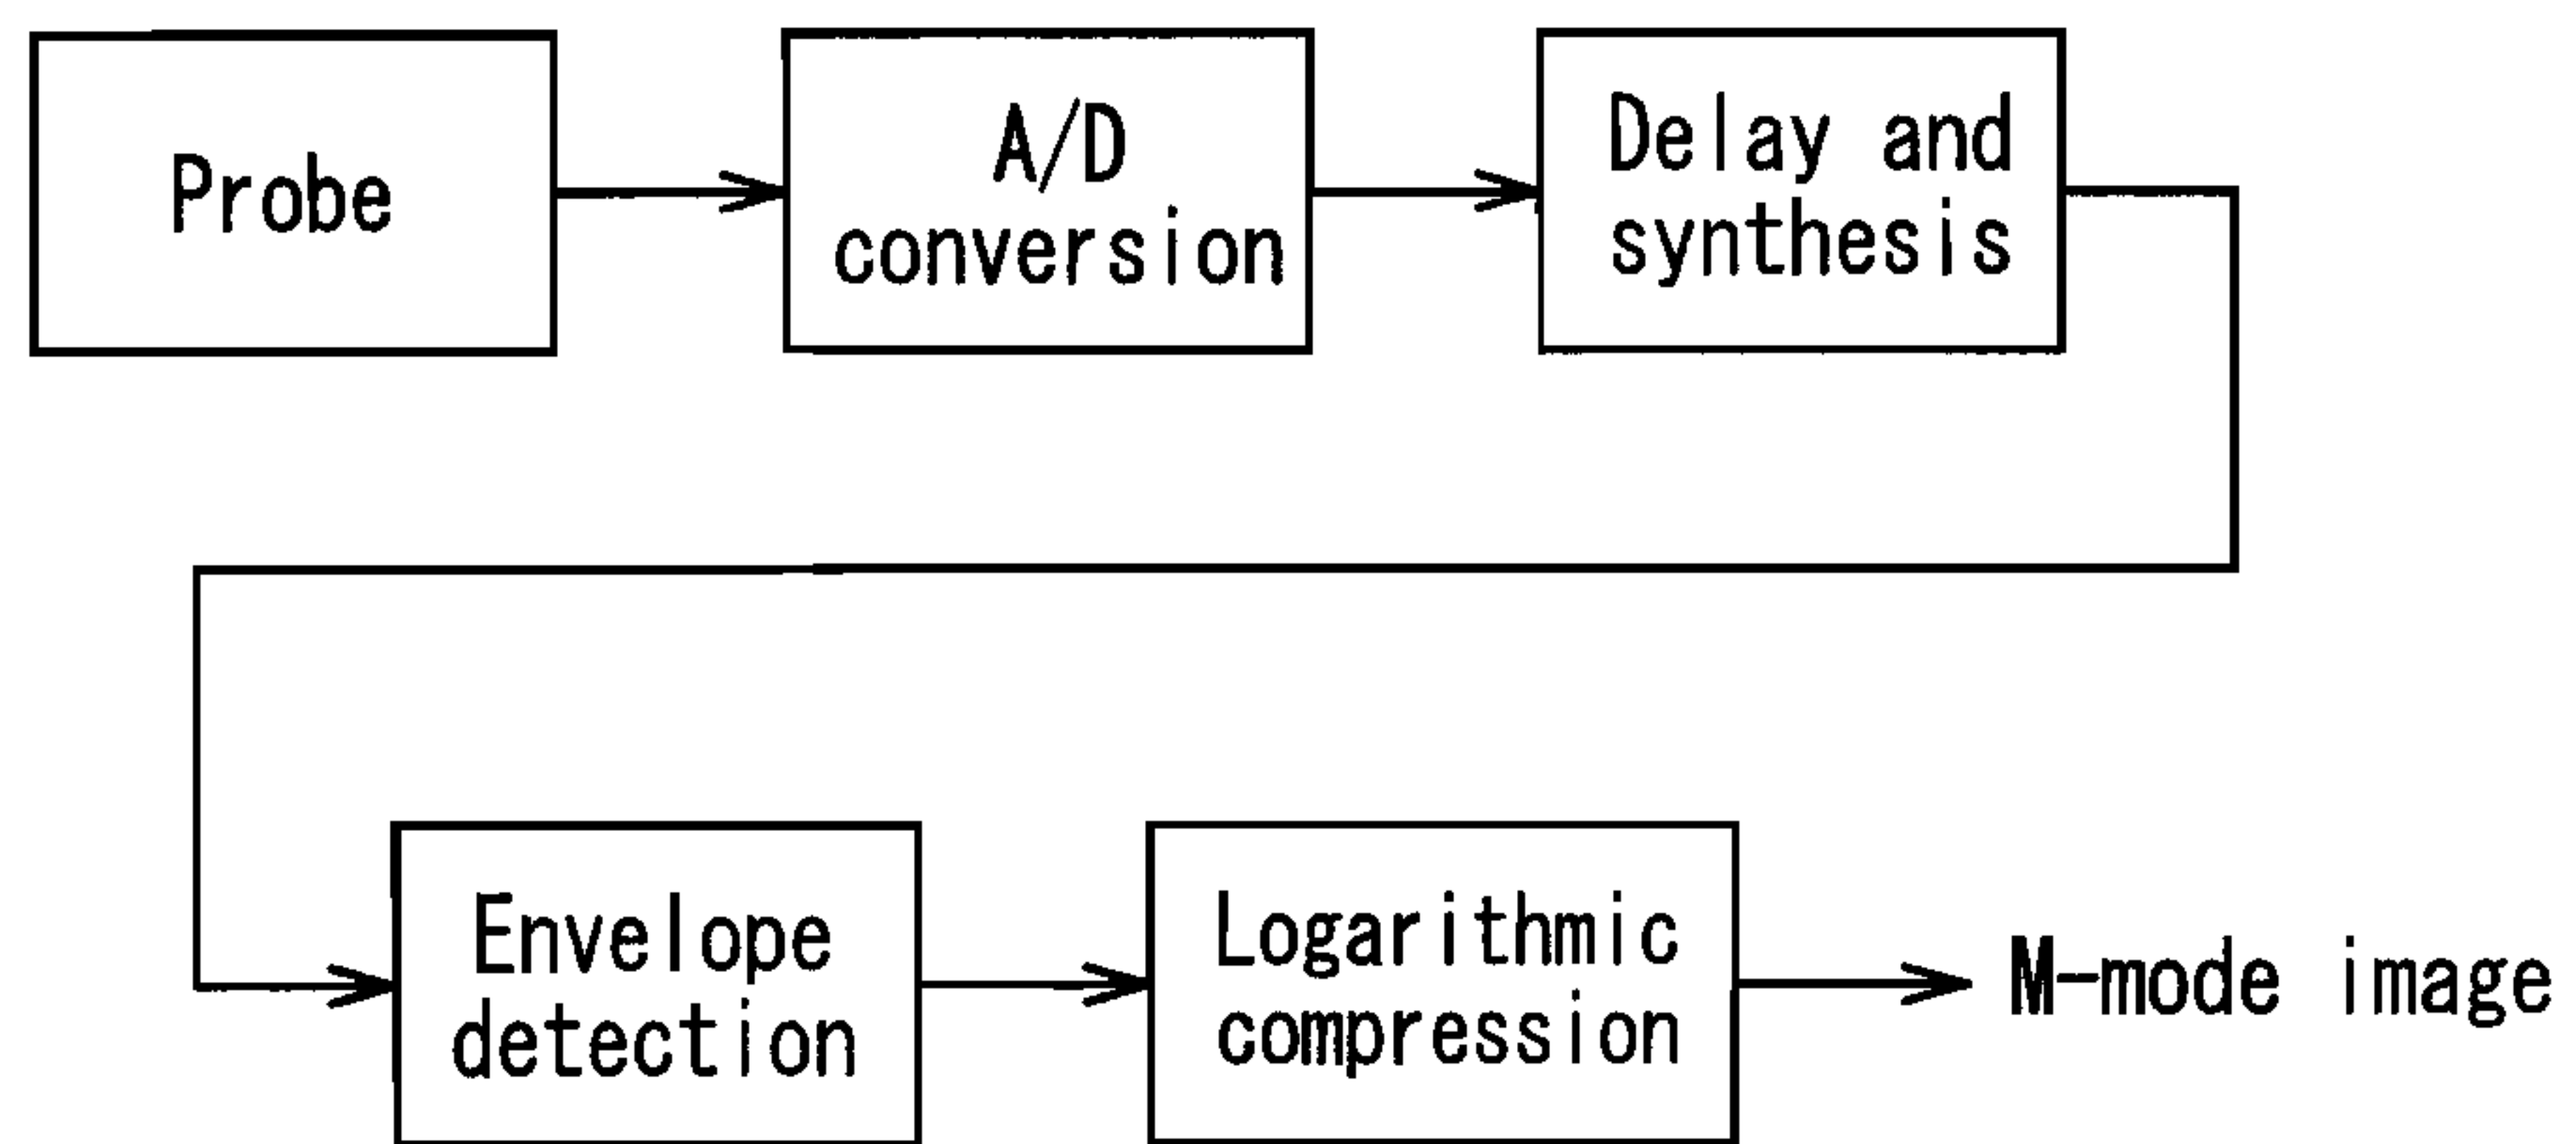 Probe
A/D
conversion
Delay and
synthesis
Envelope
detection
Logarithmic
compression
M-mode image